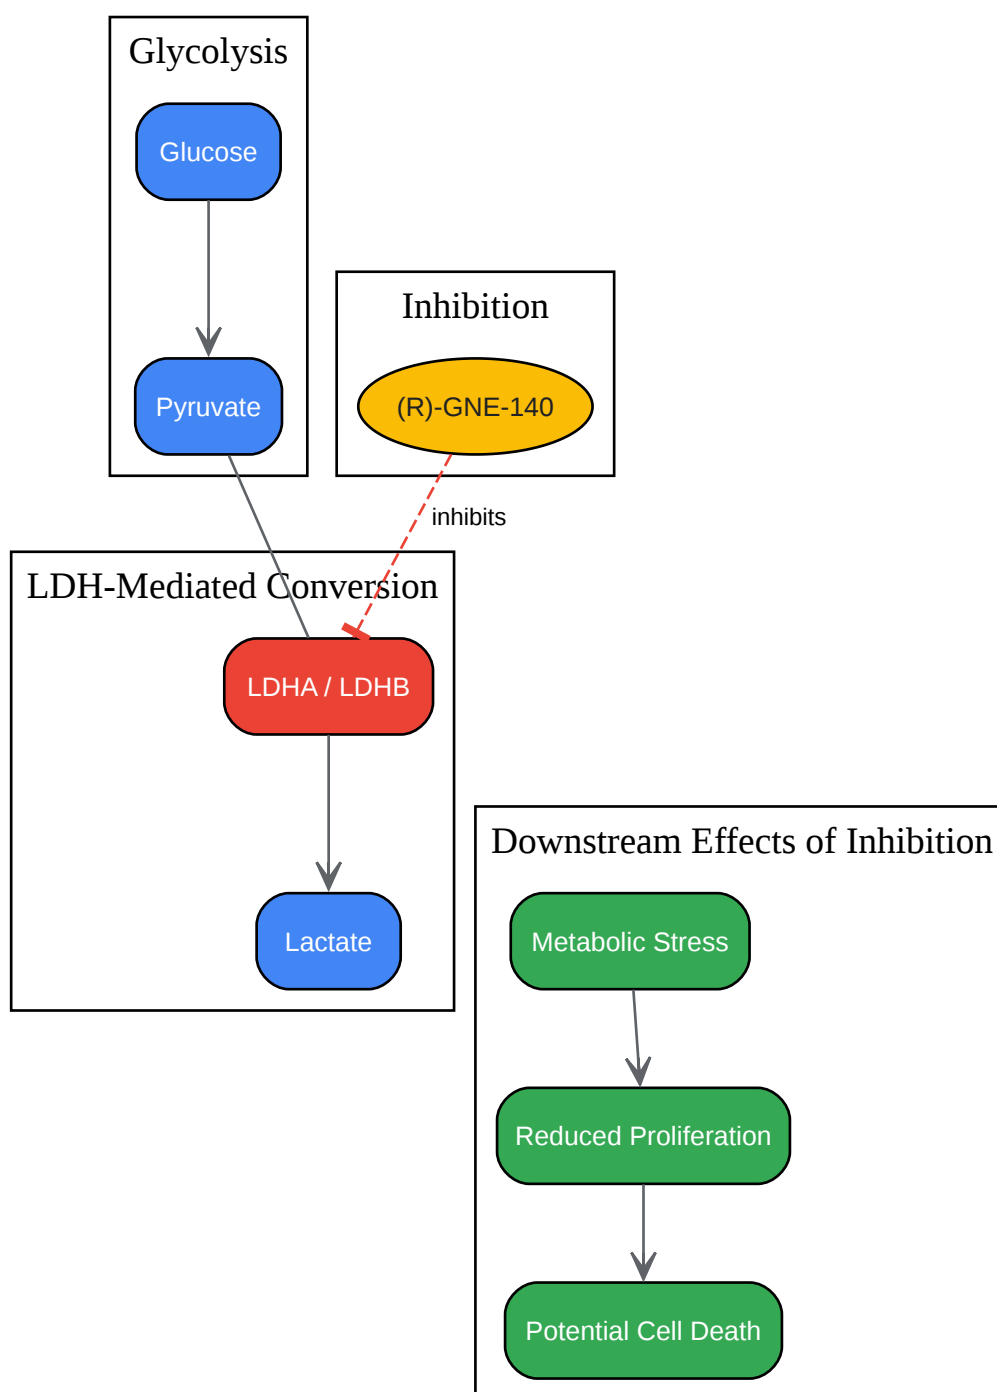 Glycolysis
Glucose
Pyruvate
Inhibition
(R)-GNE-140
inhibits
LDH-Mediated Conversion
LDHA / LDHB
Lactate
Downstream Effects of Inhibition
Metabolic Stress
Reduced Proliferation
Potential Cell Death